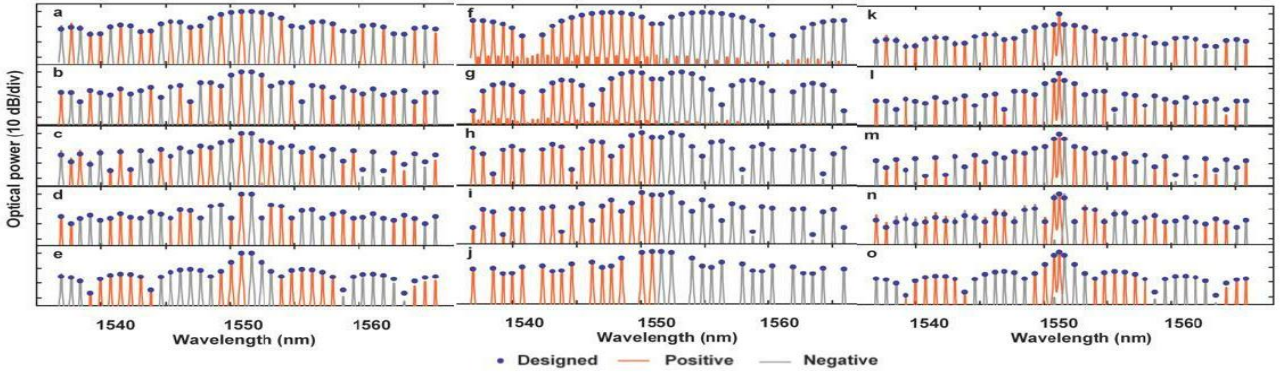 a f k
b g l
c h m
d i n
e j o
Optical power (10 dB/div)
1540 1550 1560 1540 1550 1560 1540 1550 1560
Wavelength (nm) Wavelength (nm) Wavelength (nm)
Designed Positive Negative